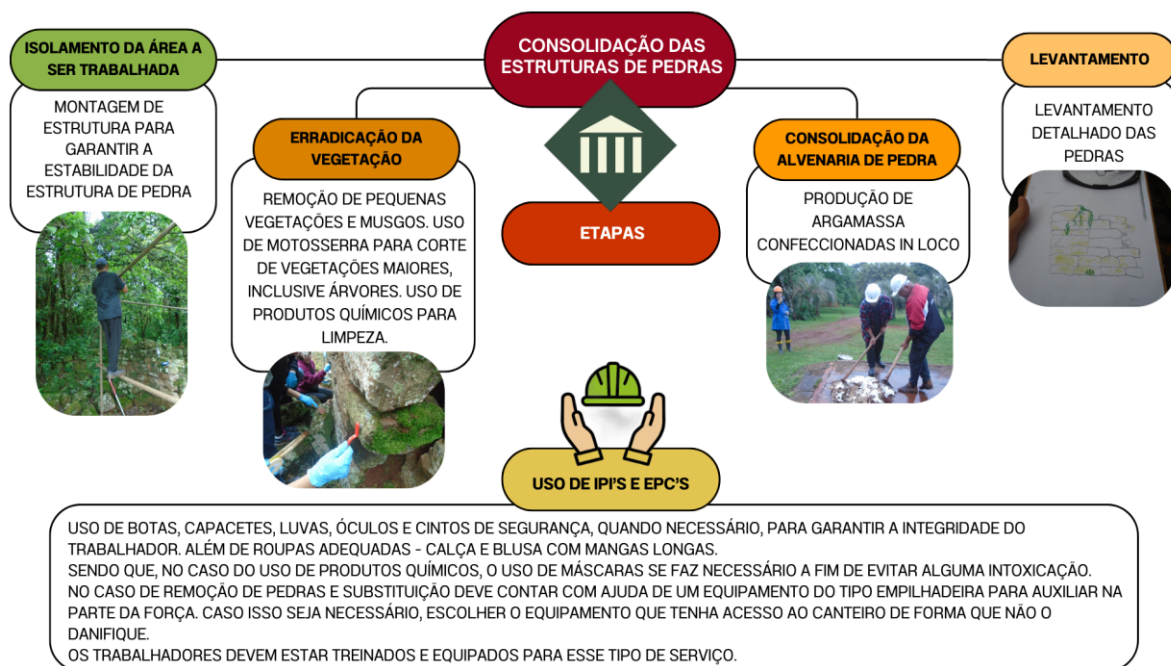 CONSOLIDAÇÃO DAS
ESTRUTURAS DE PEDRAS
ETAPAS
ISOLAMENTO DA ÁREA A
SER TRABALHADA
MONTAGEM DE
ESTRUTURA PARA
GARANTIR A
ESTABILIDADE DA
ESTRUTURA DE PEDRA
ERRADICAÇÃO DA
VEGETAÇÃO
REMOÇÃO DE PEQUENAS
VEGETAÇÕES E MUSGOS. USO
DE MOTOSSERRA PARA CORTE
DE VEGETAÇÕES MAIORES,
INCLUSIVE ÁRVORES. USO DE
PRODUTOS QUÍMICOS PARA
LIMPEZA.
CONSOLIDAÇÃO DA
ALVENARIA DE PEDRA
PRODUÇÃO DE
ARGAMASSA
CONFECCIONADAS IN LOCO
LEVANTAMENTO
LEVANTAMENTO
DETALHADO DAS
PEDRAS
USO DE IPI'S E EPC'S
USO DE BOTAS, CAPACETES, LUVAS, ÓCULOS E CINTOS DE SEGURANÇA, QUANDO NECESSÁRIO, PARA GARANTIR A INTEGRIDADE DO
TRABALHADOR. ALÉM DE ROUPAS ADEQUADAS - CALÇA E BLUSA COM MANGAS LONGAS.
SENDO QUE, NO CASO DO USO DE PRODUTOS QUÍMICOS, O USO DE MÁSCARAS SE FAZ NECESSÁRIO A FIM DE EVITAR ALGUMA INTOXICAÇÃO.
NO CASO DE REMOÇÃO DE PEDRAS E SUBSTITUIÇÃO DEVE CONTAR COM AJUDA DE UM EQUIPAMENTO DO TIPO EMPILHADEIRA PARA AUXILIAR NA
PARTE DA FORÇA. CASO ISSO SEJA NECESSÁRIO, ESCOLHER O EQUIPAMENTO QUE TENHA ACESSO AO CANTEIRO DE FORMA QUE NÃO O
DANIFIQUE.
OS TRABALHADORES DEVEM ESTAR TREINADOS E EQUIPADOS PARA ESSE TIPO DE SERVIÇO.